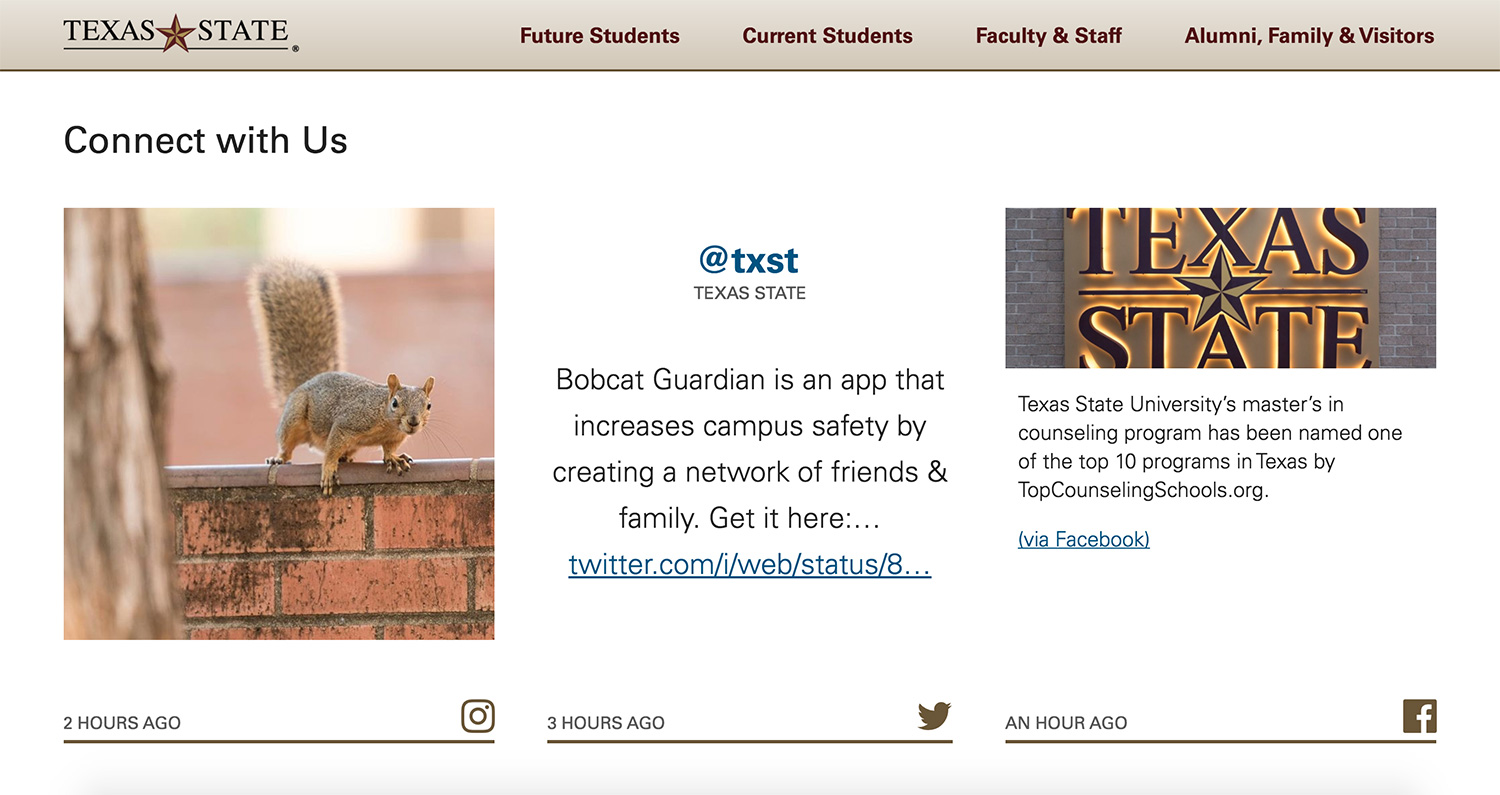 TEXAS STATE ®
Future Students
Current Students
Faculty & Staff
Alumni, Family & Visitors
Connect with Us
@txst
TEXAS STATE
Bobcat Guardian is an app that
increases campus safety by
creating a network of friends &
family. Get it here:…
twitter.com/i/web/status/8…
TEXAS
STATE
Texas State University’s master’s in
counseling program has been named one
of the top 10 programs in Texas by
TopCounselingSchools.org.
(via Facebook)
2 HOURS AGO
3 HOURS AGO
AN HOUR AGO